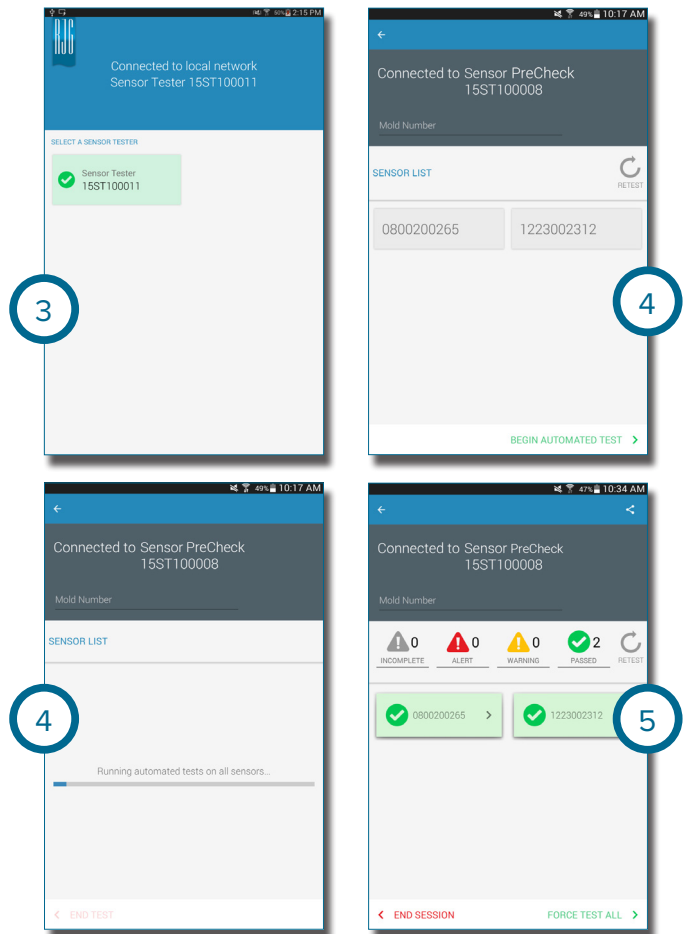 50% 2:15 PM
RJG
Connected to local network
Sensor Tester 15ST100011
SELECT A SENSOR TESTER
Sensor Tester
15ST100011
3
49% 10:17 AM
Connected to Sensor PreCheck
15ST100008
Mold Number
SENSOR LIST
RETEST
0800200265
1223002312
4
BEGIN AUTOMATED TEST
49% 10:17 AM
Connected to Sensor PreCheck
15ST100008
Mold Number
SENSOR LIST
4
Running automated tests on all sensors...
END TEST
47% 10:34 AM
Connected to Sensor PreCheck
15ST100008
Mold Number
0 INCOMPLETE
0 ALERT
0 WARNING
2 PASSED
RETEST
0800200265
1223002312
5
END SESSION
FORCE TEST ALL